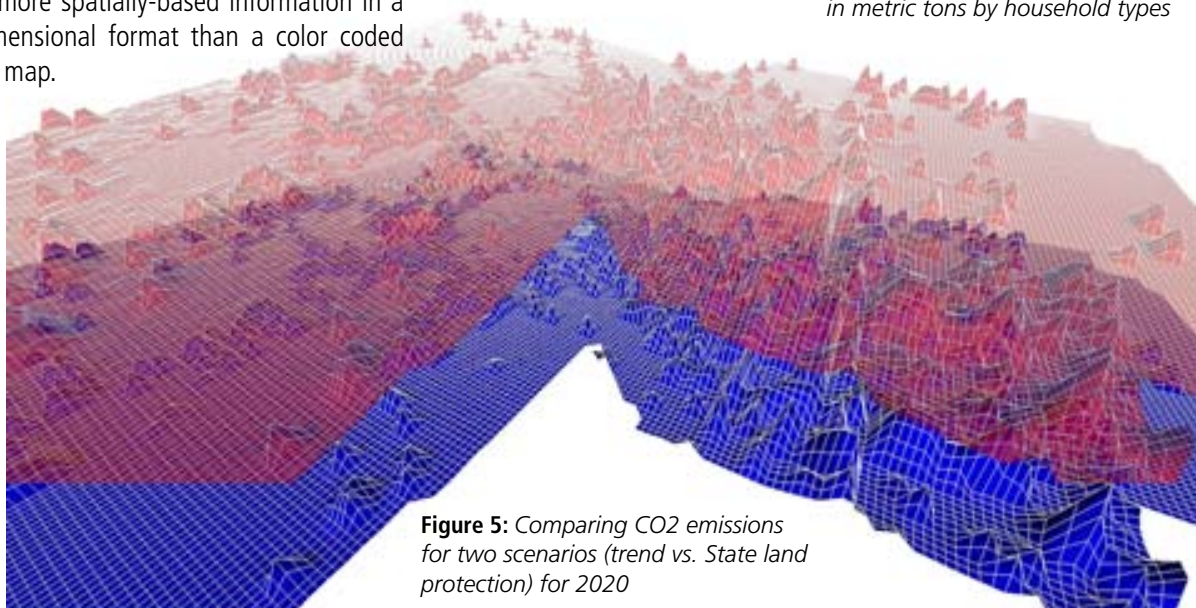 more spatially-based information in a
mensional format than a color coded
map.
in metric tons by household types
Figure 5: Comparing CO2 emissions
for two scenarios (trend vs. State land
protection) for 2020